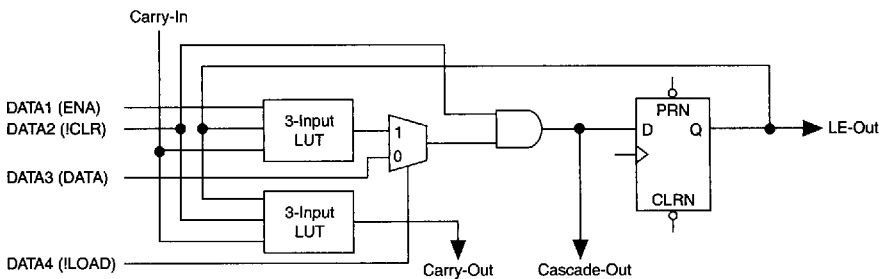 Carry-In
DATA1 (ENA)
DATA2 (!CLR)
DATA3 (DATA)
DATA4 (!LOAD)
3-Input
LUT
1
0
3-Input
LUT
PRN
D Q
CLRN
LE-Out
Carry-Out
Cascade-Out